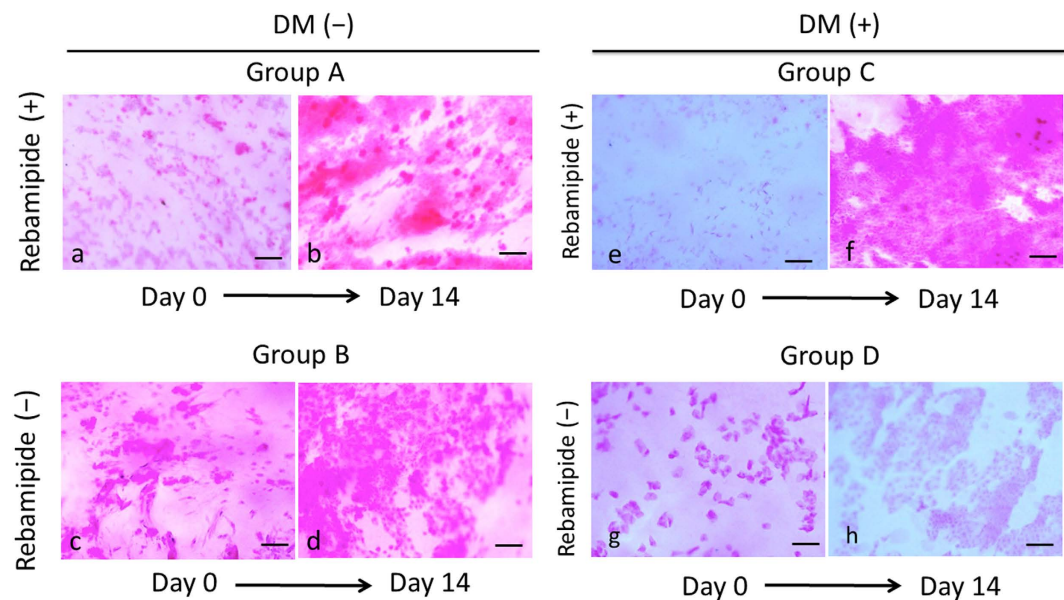 DM (−)
Group A
Rebamipide (+)
a
b
Day 0
Day 14
Group B
Rebamipide (−)
c
d
Day 0
Day 14
DM (+)
Group C
Rebamipide (+)
e
f
Day 0
Day 14
Group D
Rebamipide (−)
g
h
Day 0
Day 14